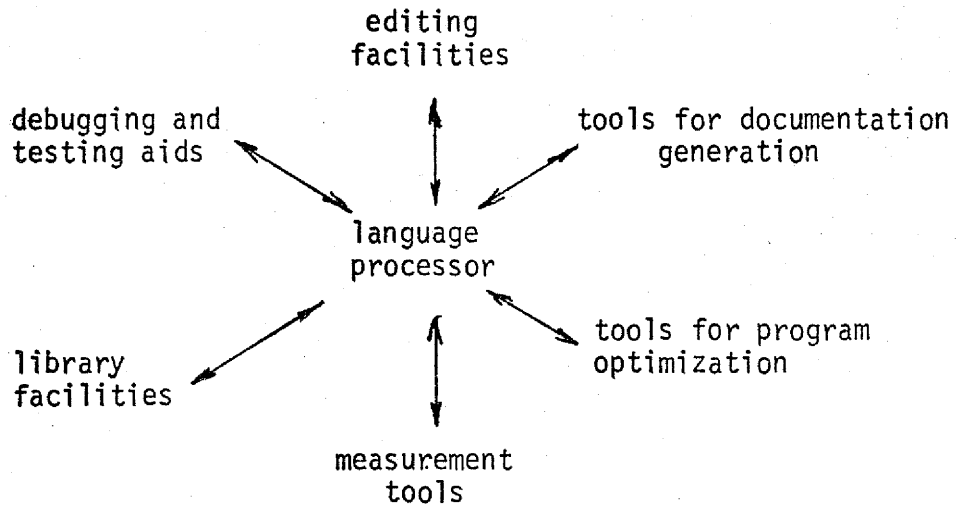 editing
facilities
debugging and
testing aids
tools for documentation
generation
language
processor
tools for program
optimization
library
facilities
measurement
tools